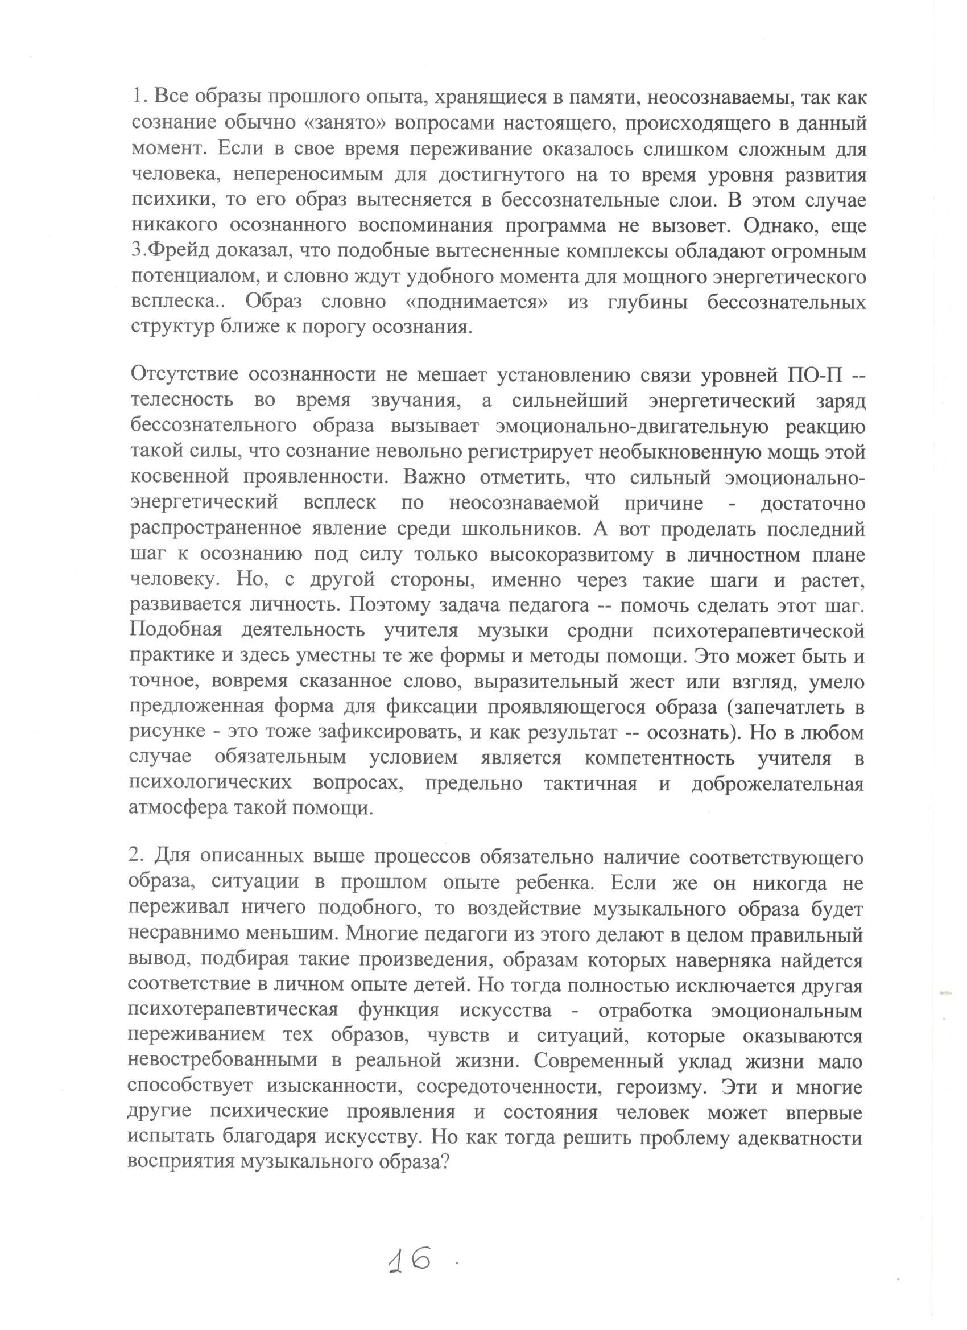 1. Все образы прошлого опыта, хранящиеся в памяти, неосознаваемы, так как
сознание обычно «занято» вопросами настоящего, происходящего в данный
момент. Если в свое время переживание оказалось слишком сложным для
человека, непереносимым для достигнутого на то время уровня развития
психики, то его образ вытесняется в бессознательные слои. В этом случае
никакого осознанного воспоминания программа не вызовет. Однако, еще
З.Фрейд доказал, что подобные вытесненные комплексы обладают огромным
потенциалом, и словно ждут удобного момента для мощного энергетического
всплеска.. Образ словно «поднимается» из глубины бессознательных
структур ближе к порогу осознания.

Отсутствие осознанности не мешает установлению связи уровней ПО-П --
телесность во время звучания, а сильнейший энергетический заряд
бессознательного образа вызывает эмоционально-двигательную реакцию
такой силы, что сознание невольно регистрирует необыкновенную мощь этой
косвенной проявленности. Важно отметить, что сильный эмоционально-
энергетический всплеск по неосознаваемой причине - достаточно
распространенное явление среди школьников. А вот проделать последний
шаг к осознанию под силу только высокоразвитому в личностном плане
человеку. Но, с другой стороны, именно через такие шаги и растет,
развивается личность. Поэтому задача педагога -- помочь сделать этот шаг.
Подобная деятельность учителя музыки сродни психотерапевтической
практике и здесь уместны те же формы и методы помощи. Это может быть и
точное, вовремя сказанное слово, выразительный жест или взгляд, умело
предложенная форма для фиксации проявляющегося образа (запечатлеть в
рисунке - это тоже зафиксировать, и как результат -- осознать). Но в любом
случае обязательным условием является компетентность учителя в
психологических вопросах, предельно тактичная и доброжелательная
атмосфера такой помощи.

2. Для описанных выше процессов обязательно наличие соответствующего
образа, ситуации в прошлом опыте ребенка. Если же он никогда не
переживал ничего подобного, то воздействие музыкального образа будет
несравнимо меньшим. Многие педагоги из этого делают в целом правильный
вывод, подбирая такие произведения, образам которых наверняка найдется
соответствие в личном опыте детей. Но тогда полностью исключается другая
психотерапевтическая функция искусства - отработка эмоциональным
переживанием тех образов, чувств и ситуаций, которые оказываются
невостребованными в реальной жизни. Современный уклад жизни мало
способствует изысканности, сосредоточенности, героизму. Эти и многие
другие психические проявления и состояния человек может впервые
испытать благодаря искусству. Но как тогда решить проблему адекватности
восприятия музыкального образа?

16